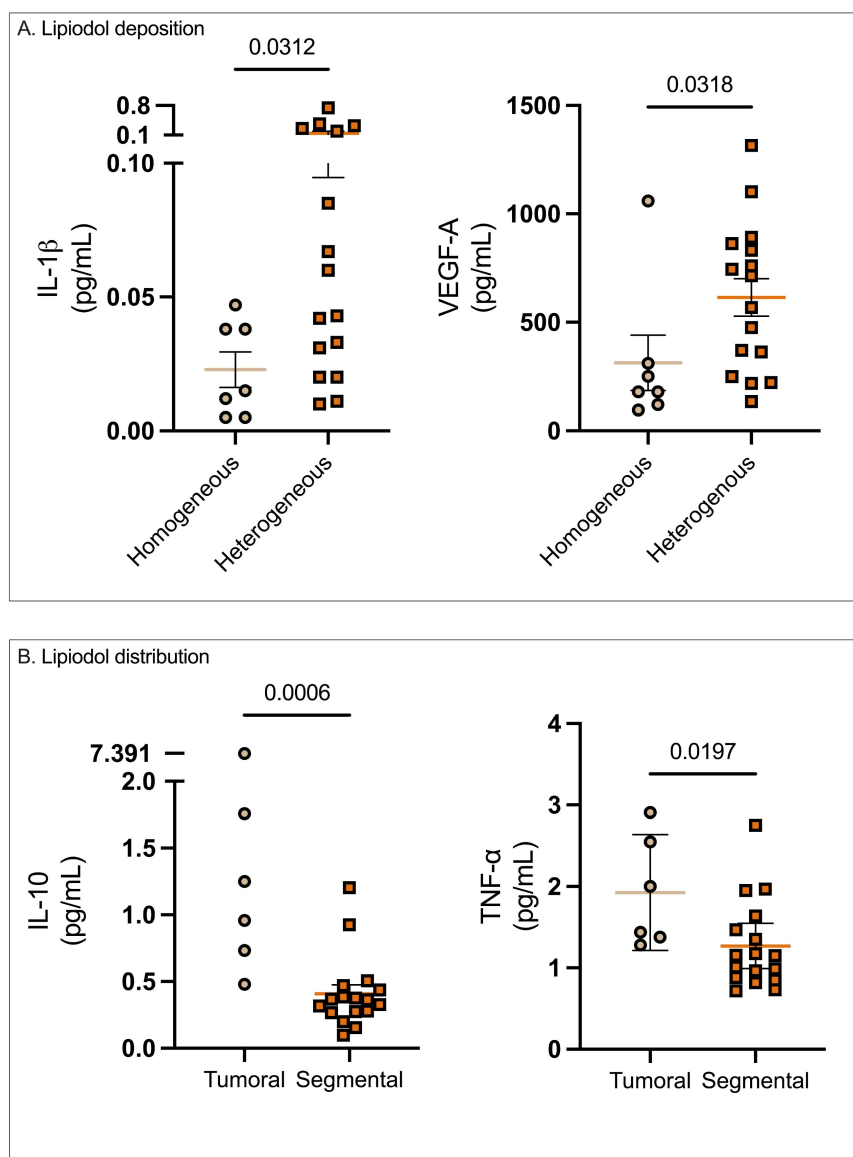 A. Lipiodol deposition
0.0312
0.8
0.1
0.10
0.05
0.00
IL-1β
(pg/mL)
Homogeneous
Heterogeneous
0.0318
1500
1000
500
0
VEGF-A
(pg/mL)
Homogeneous
Heterogenous
B. Lipiodol distribution
0.0006
7.391
2.0
1.5
1.0
0.5
0.0
IL-10
(pg/mL)
Tumoral Segmental
0.0197
4
3
2
1
0
TNF-α
(pg/mL)
Tumoral Segmental